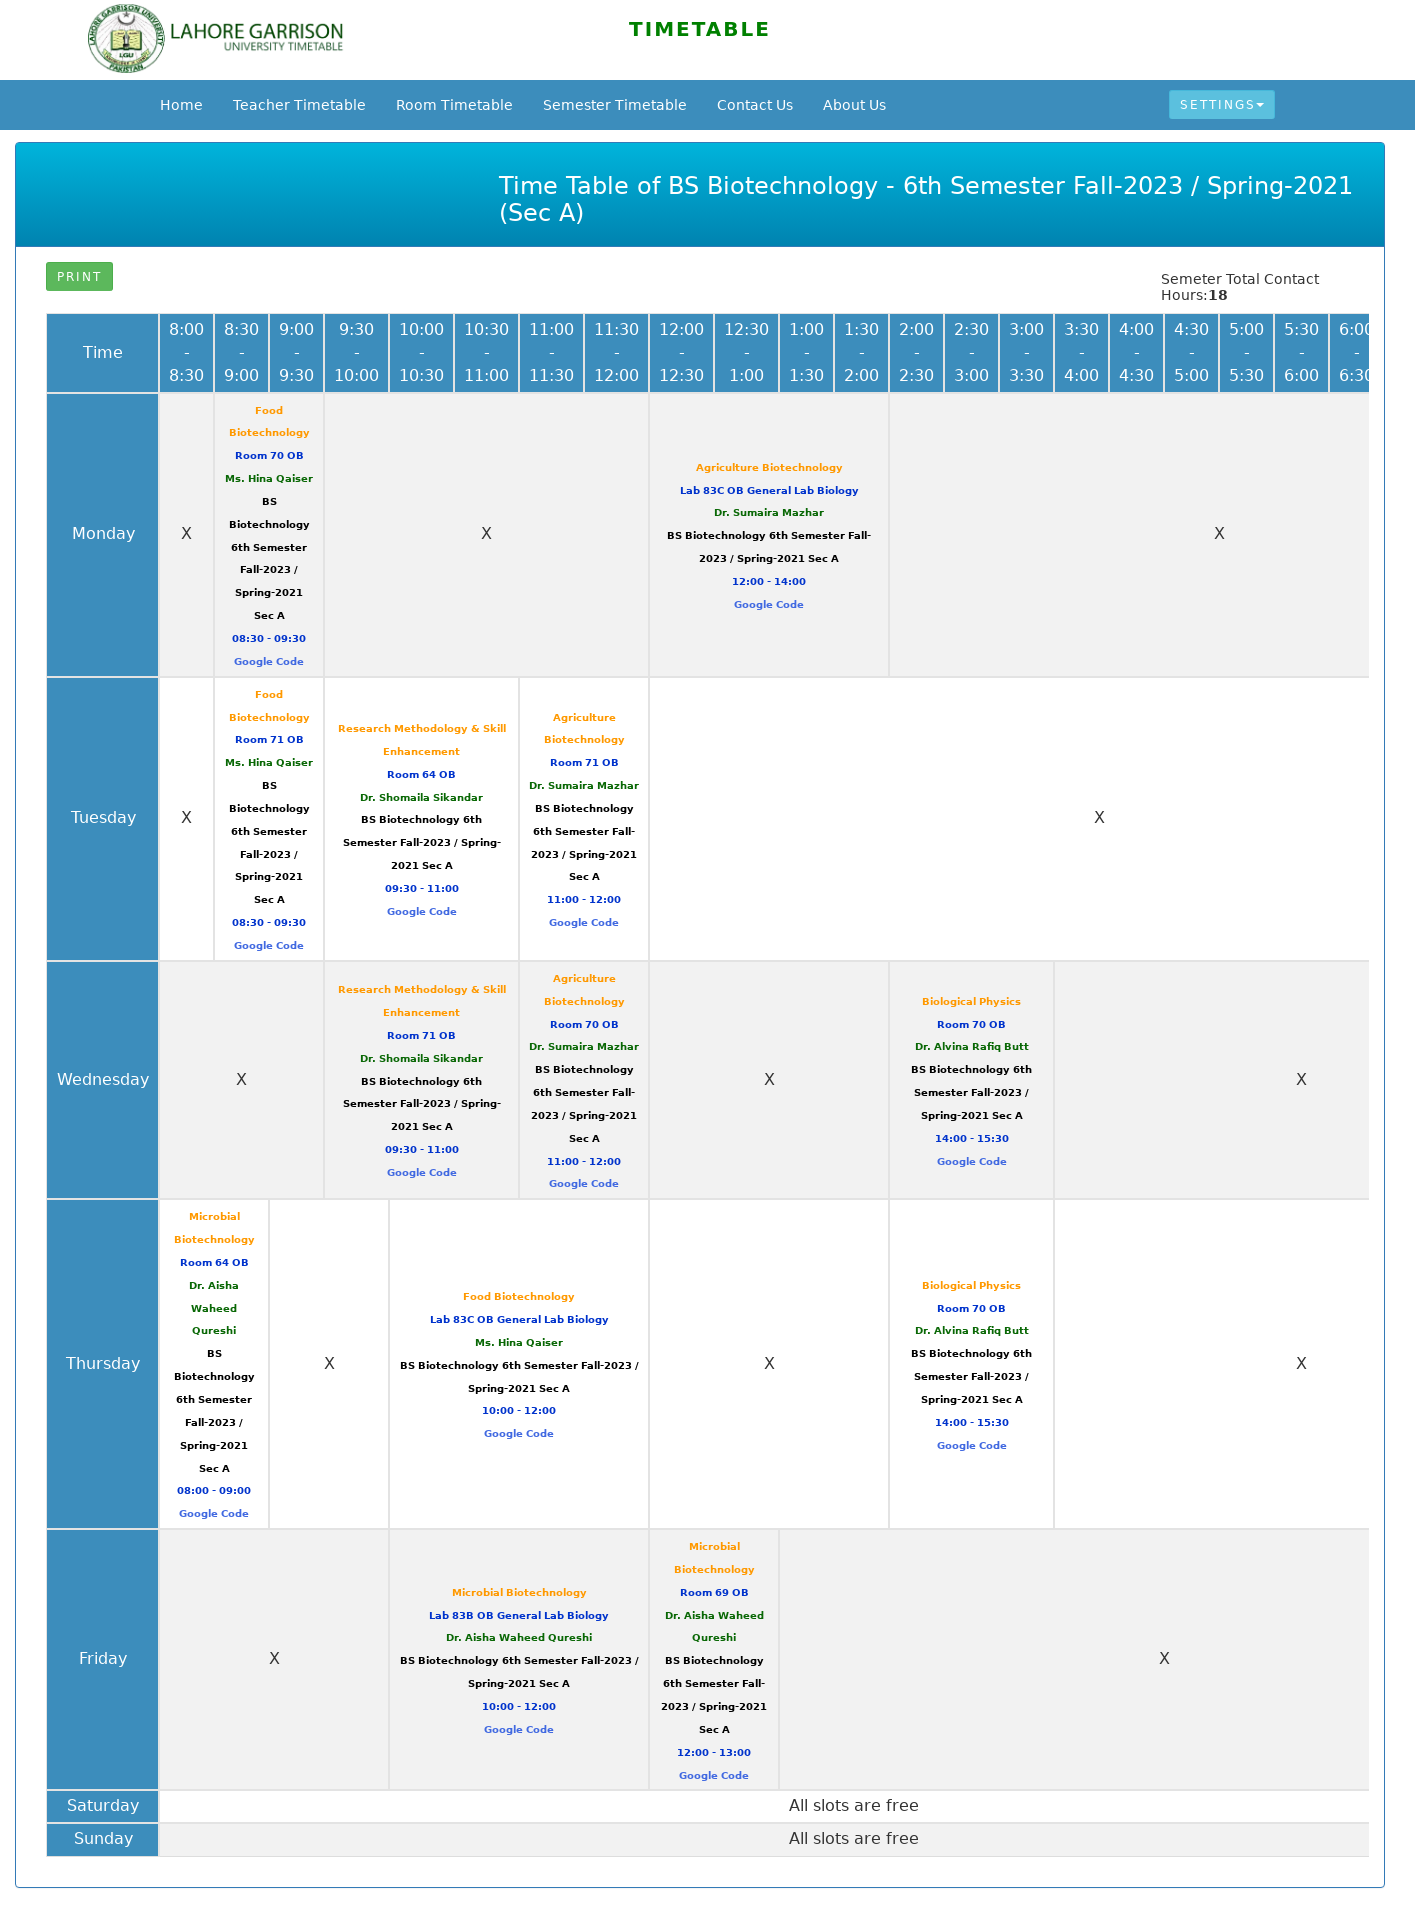 LAHORE GARRISON
UNIVERSITY TIMETABLE
TIMETABLE
Home
Teacher Timetable
Room Timetable
Semester Timetable
Contact Us
About Us
SETTINGS
Time Table of BS Biotechnology - 6th Semester Fall-2023 / Spring-2021
(Sec A)
PRINT
Semeter Total Contact
Hours:18
Time
8:00
-
8:30
8:30
-
9:00
9:00
-
9:30
9:30
-
10:00
10:00
-
10:30
10:30
-
11:00
11:00
-
11:30
11:30
-
12:00
12:00
-
12:30
12:30
-
1:00
1:00
-
1:30
1:30
-
2:00
2:00
-
2:30
2:30
-
3:00
3:00
-
3:30
3:30
-
4:00
4:00
-
4:30
4:30
-
5:00
5:00
-
5:30
5:30
-
6:00
6:00
-
6:30
Monday
X
Food
Biotechnology
Room 70 OB
Ms. Hina Qaiser
BS
Biotechnology
6th Semester
Fall-2023 /
Spring-2021
Sec A
08:30 - 09:30
Google Code
X
Agriculture Biotechnology
Lab 83C OB General Lab Biology
Dr. Sumaira Mazhar
BS Biotechnology 6th Semester Fall-
2023 / Spring-2021 Sec A
12:00 - 14:00
Google Code
X
Tuesday
X
Food
Biotechnology
Room 71 OB
Ms. Hina Qaiser
BS
Biotechnology
6th Semester
Fall-2023 /
Spring-2021
Sec A
08:30 - 09:30
Google Code
Research Methodology & Skill
Enhancement
Room 64 OB
Dr. Shomaila Sikandar
BS Biotechnology 6th
Semester Fall-2023 / Spring-
2021 Sec A
09:30 - 11:00
Google Code
Agriculture
Biotechnology
Room 71 OB
Dr. Sumaira Mazhar
BS Biotechnology
6th Semester Fall-
2023 / Spring-2021
Sec A
11:00 - 12:00
Google Code
X
Wednesday
X
Research Methodology & Skill
Enhancement
Room 71 OB
Dr. Shomaila Sikandar
BS Biotechnology 6th
Semester Fall-2023 / Spring-
2021 Sec A
09:30 - 11:00
Google Code
Agriculture
Biotechnology
Room 70 OB
Dr. Sumaira Mazhar
BS Biotechnology
6th Semester Fall-
2023 / Spring-2021
Sec A
11:00 - 12:00
Google Code
X
Biological Physics
Room 70 OB
Dr. Alvina Rafiq Butt
BS Biotechnology 6th
Semester Fall-2023 /
Spring-2021 Sec A
14:00 - 15:30
Google Code
X
Thursday
Microbial
Biotechnology
Room 64 OB
Dr. Aisha
Waheed
Qureshi
BS
Biotechnology
6th Semester
Fall-2023 /
Spring-2021
Sec A
08:00 - 09:00
Google Code
X
Food Biotechnology
Lab 83C OB General Lab Biology
Ms. Hina Qaiser
BS Biotechnology 6th Semester Fall-2023 /
Spring-2021 Sec A
10:00 - 12:00
Google Code
X
Biological Physics
Room 70 OB
Dr. Alvina Rafiq Butt
BS Biotechnology 6th
Semester Fall-2023 /
Spring-2021 Sec A
14:00 - 15:30
Google Code
X
Friday
X
Microbial Biotechnology
Lab 83B OB General Lab Biology
Dr. Aisha Waheed Qureshi
BS Biotechnology 6th Semester Fall-2023 /
Spring-2021 Sec A
10:00 - 12:00
Google Code
Microbial
Biotechnology
Room 69 OB
Dr. Aisha Waheed
Qureshi
BS Biotechnology
6th Semester Fall-
2023 / Spring-2021
Sec A
12:00 - 13:00
Google Code
X
Saturday
All slots are free
Sunday
All slots are free